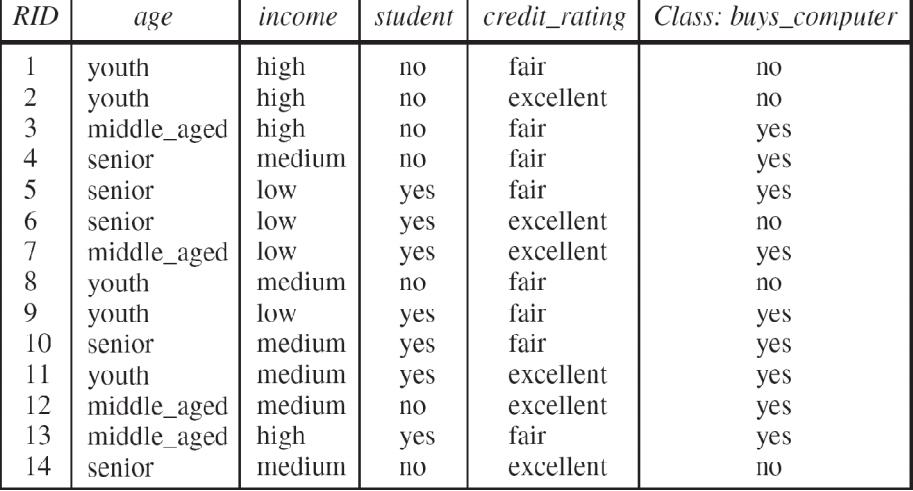 RID age income student credit_rating Class: buys_computer
1 youth high no fair no
2 youth high no excellent no
3 middle_aged high no fair yes
4 senior medium no fair yes
5 senior low yes fair yes
6 senior low yes excellent no
7 middle_aged low yes excellent yes
8 youth medium no fair no
9 youth low yes fair yes
10 senior medium yes fair yes
11 youth medium yes excellent yes
12 middle_aged medium no excellent yes
13 middle_aged high yes fair yes
14 senior medium no excellent no